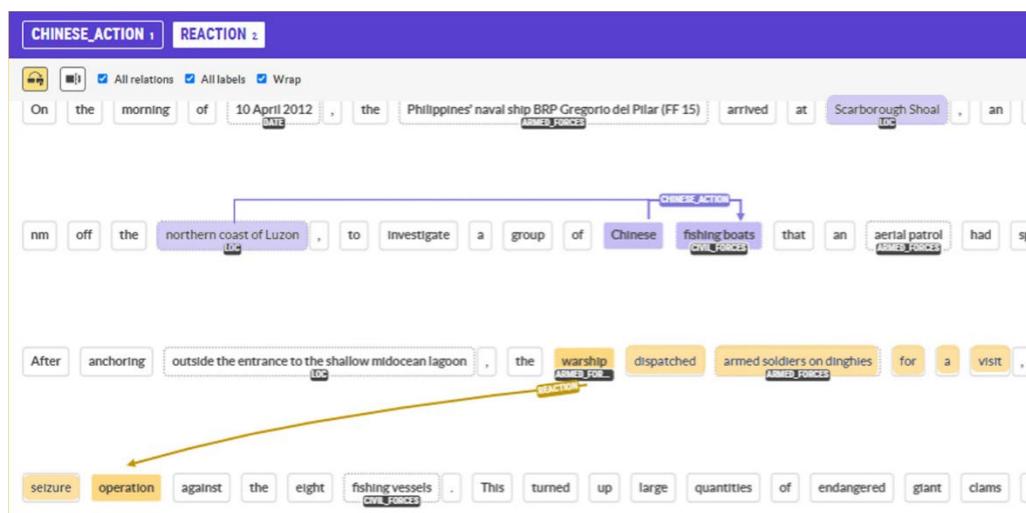 CHINESE_ACTION 1 REACTION 2
All relations All labels Wrap
On the morning of 10 April 2012 , the Philippines' naval ship BRP Gregorio del Pilar (FF 15) arrived at Scarborough Shoal , an
DATE ARMED_FORCES LOC
CHINESE_ACTION
nm off the northern coast of Luzon , to investigate a group of Chinese fishing boats that an aerial patrol had
LOC CIVIL_FORCES ARMED_FORCES
After anchoring outside the entrance to the shallow midocean lagoon , the warship dispatched armed soldiers on dinghies for a visit ,
LOC ARMED_FOR... ARMED_FORCES
REACTION
seizure operation against the eight fishing vessels . This turned up large quantities of endangered giant clams
CIVIL_FORCES